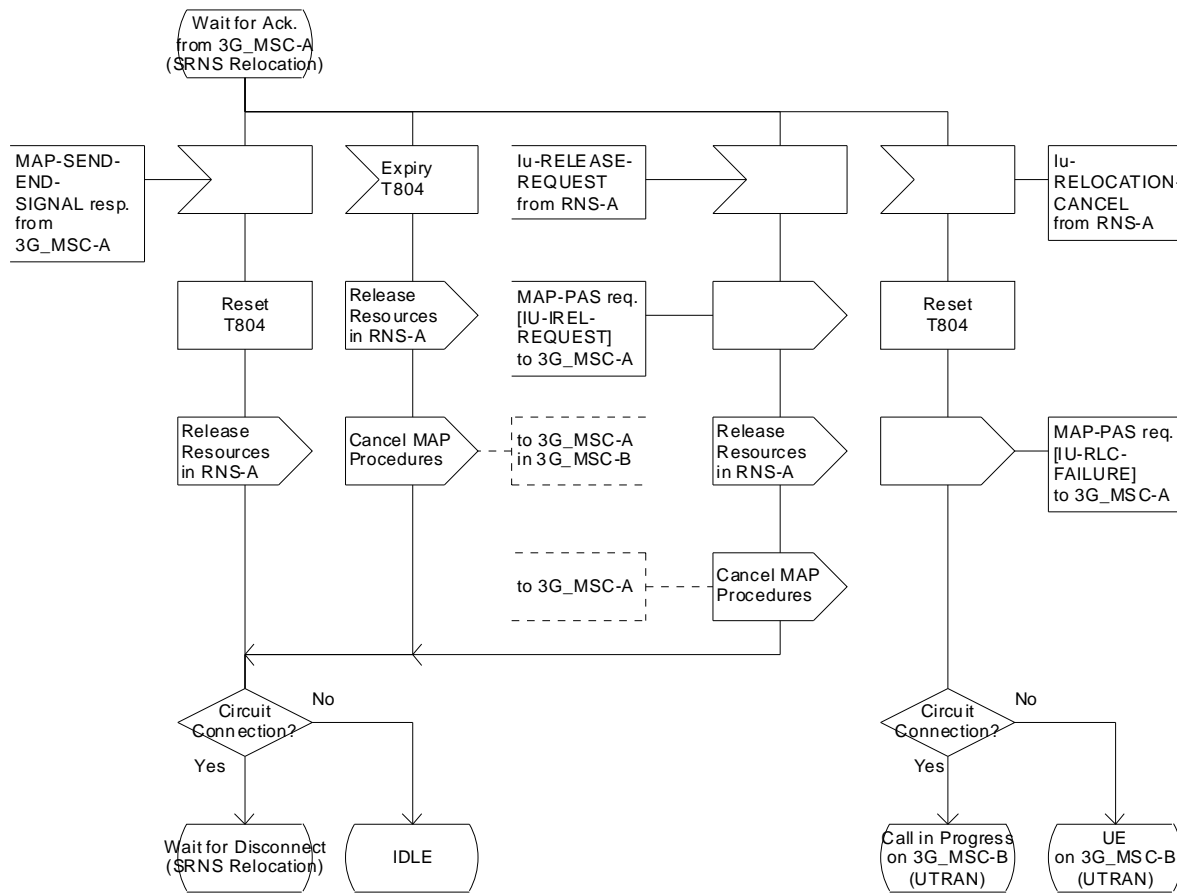 Wait for Ack.
from 3G_MSC-A
(SRNS Relocation)
MAP-SEND-
END-
SIGNAL resp.
from
3G_MSC-A
Expiry
T804
Iu-RELEASE-
REQUEST
from RNS-A
Iu-
RELOCATION-
CANCEL
from RNS-A
Reset
T804
Release
Resources
in RNS-A
MAP-PAS req.
[IU-IREL-
REQUEST]
to 3G_MSC-A
Reset
T804
Release
Resources
in RNS-A
Cancel MAP
Procedures
to 3G_MSC-A
in 3G_MSC-B
Release
Resources
in RNS-A
MAP-PAS req.
[IU-RLC-
FAILURE]
to 3G_MSC-A
to 3G_MSC-A
Cancel MAP
Procedures
Circuit
Connection?
No
Yes
Circuit
Connection?
No
Yes
Wait for Disconnect
(SRNS Relocation)
IDLE
Call in Progress
on 3G_MSC-B
(UTRAN)
UE
on 3G_MSC-B
(UTRAN)